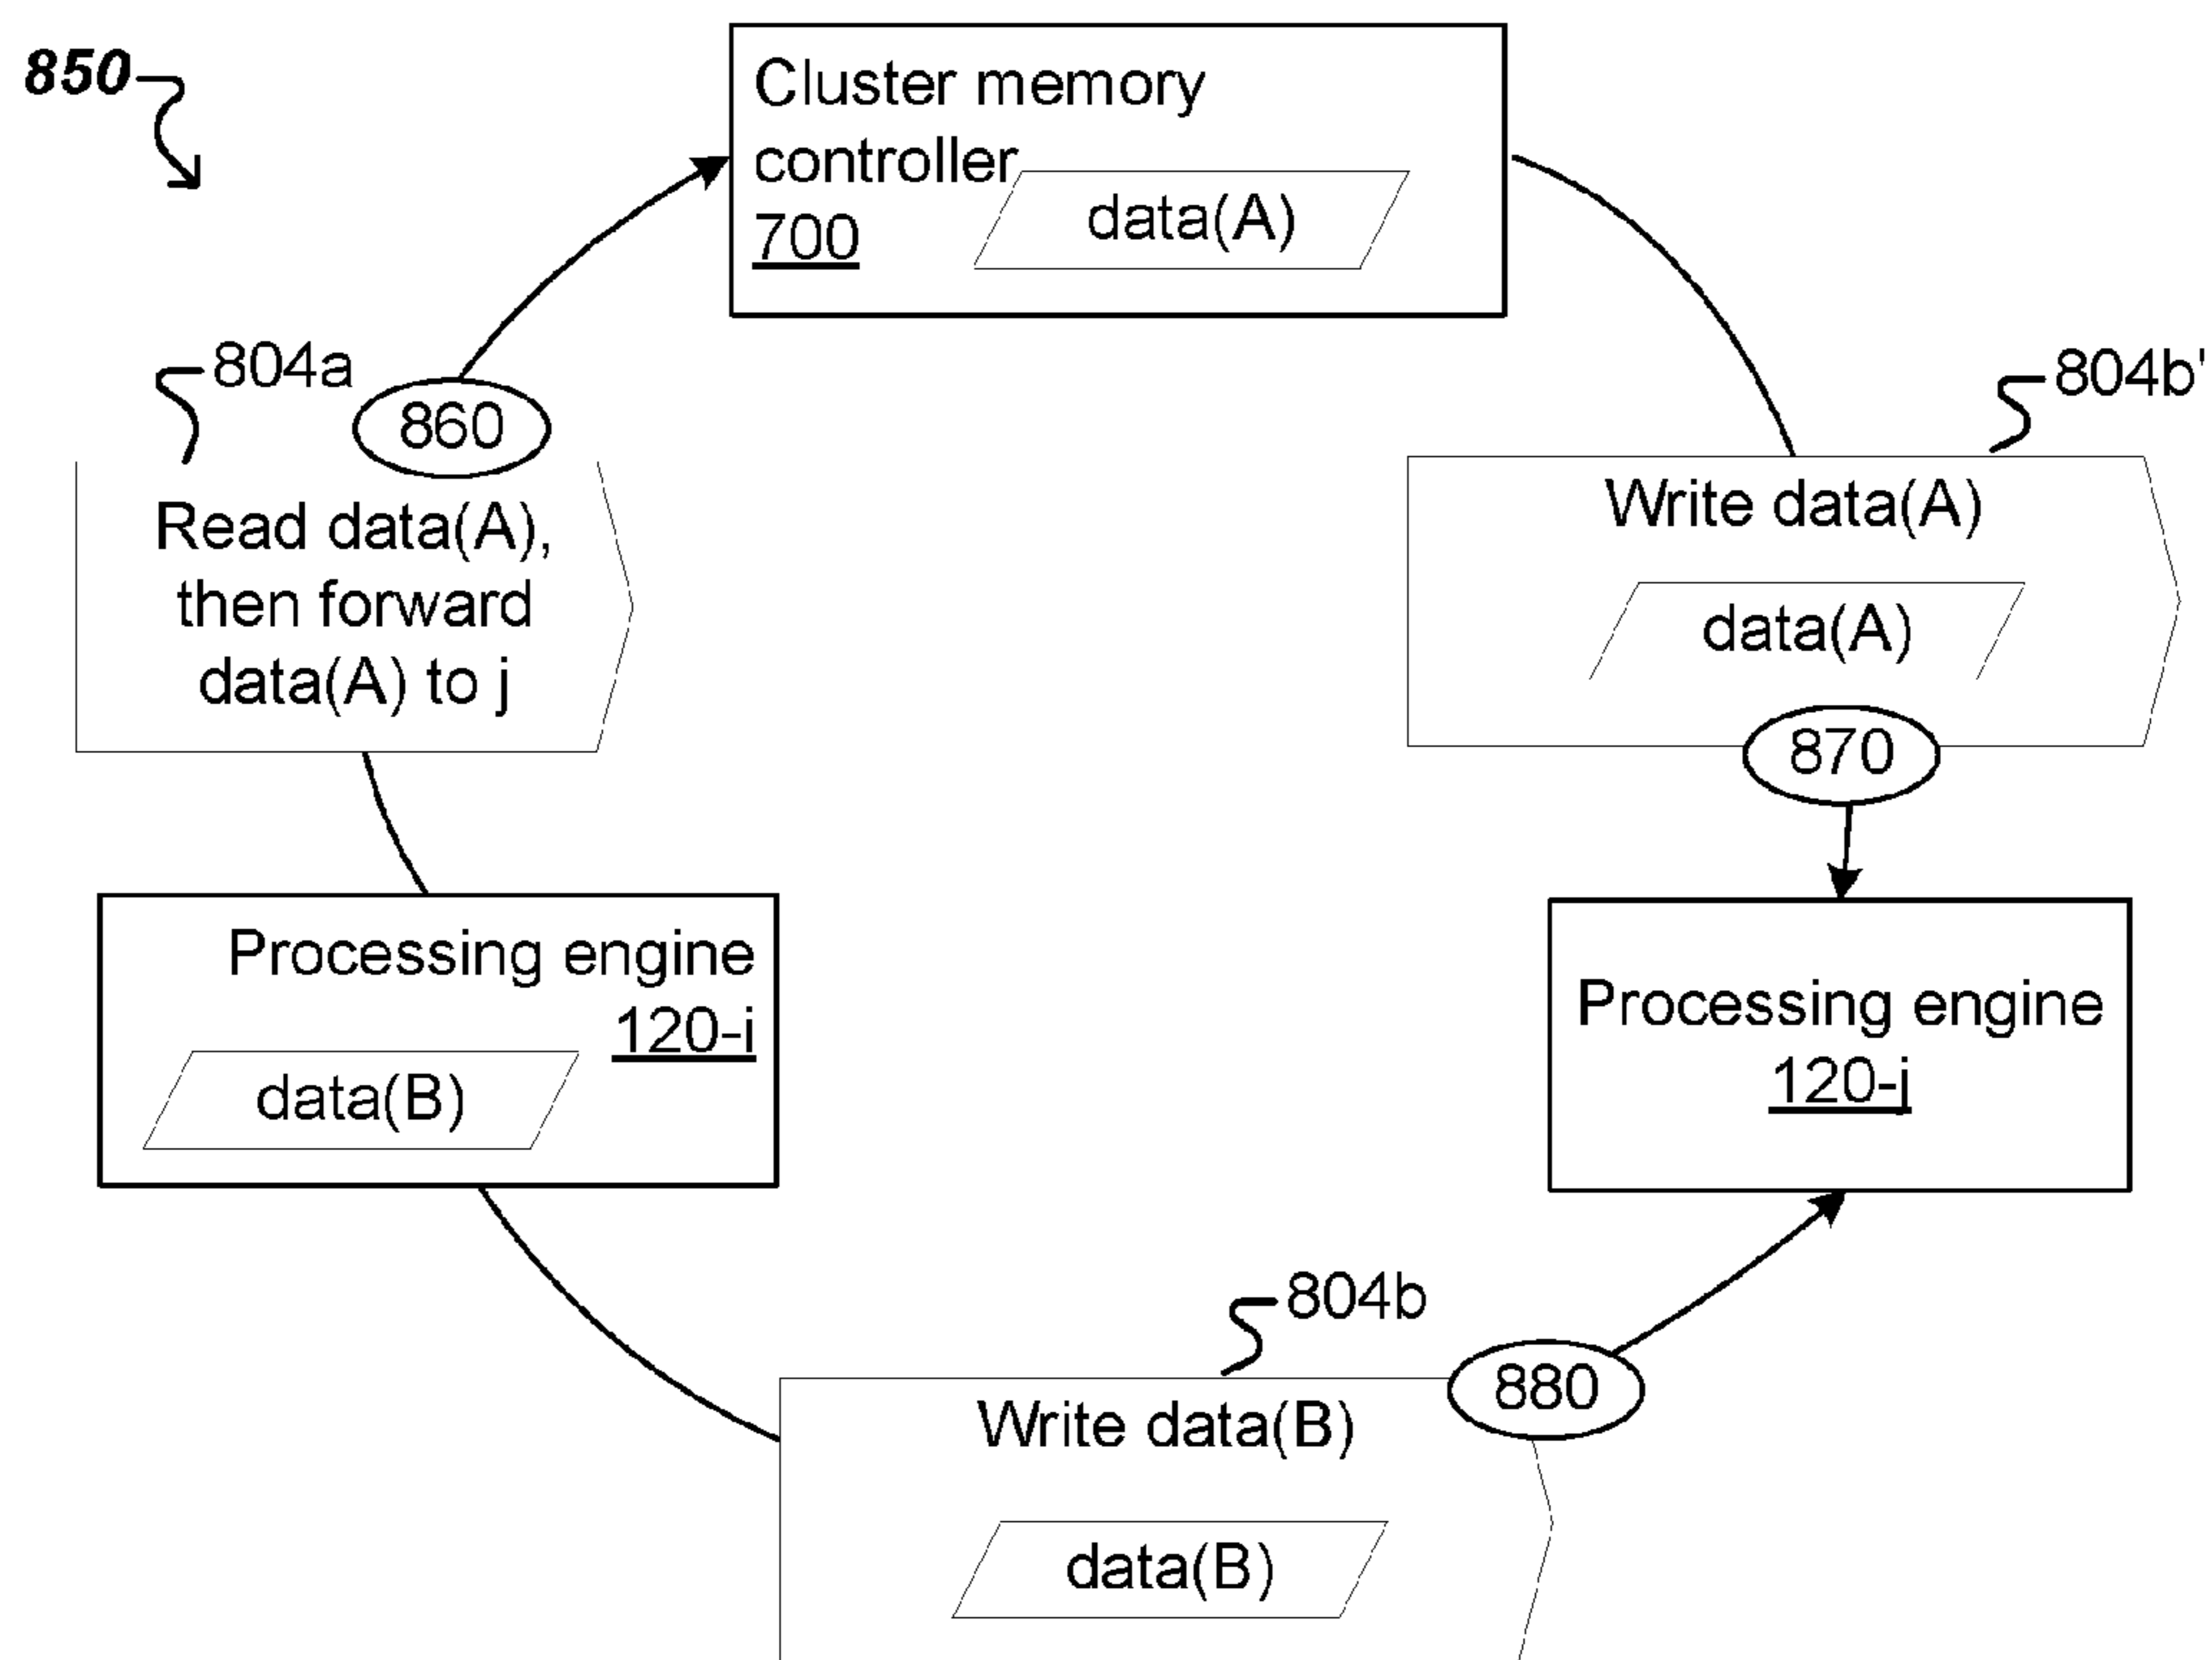 850
Cluster memory
controller
700
data(A)
804a
860
Read data(A),
then forward
data(A) to j
804b'
Write data(A)
data(A)
870
Processing engine
120-i
data(B)
Processing engine
120-j
804b
880
Write data(B)
data(B)